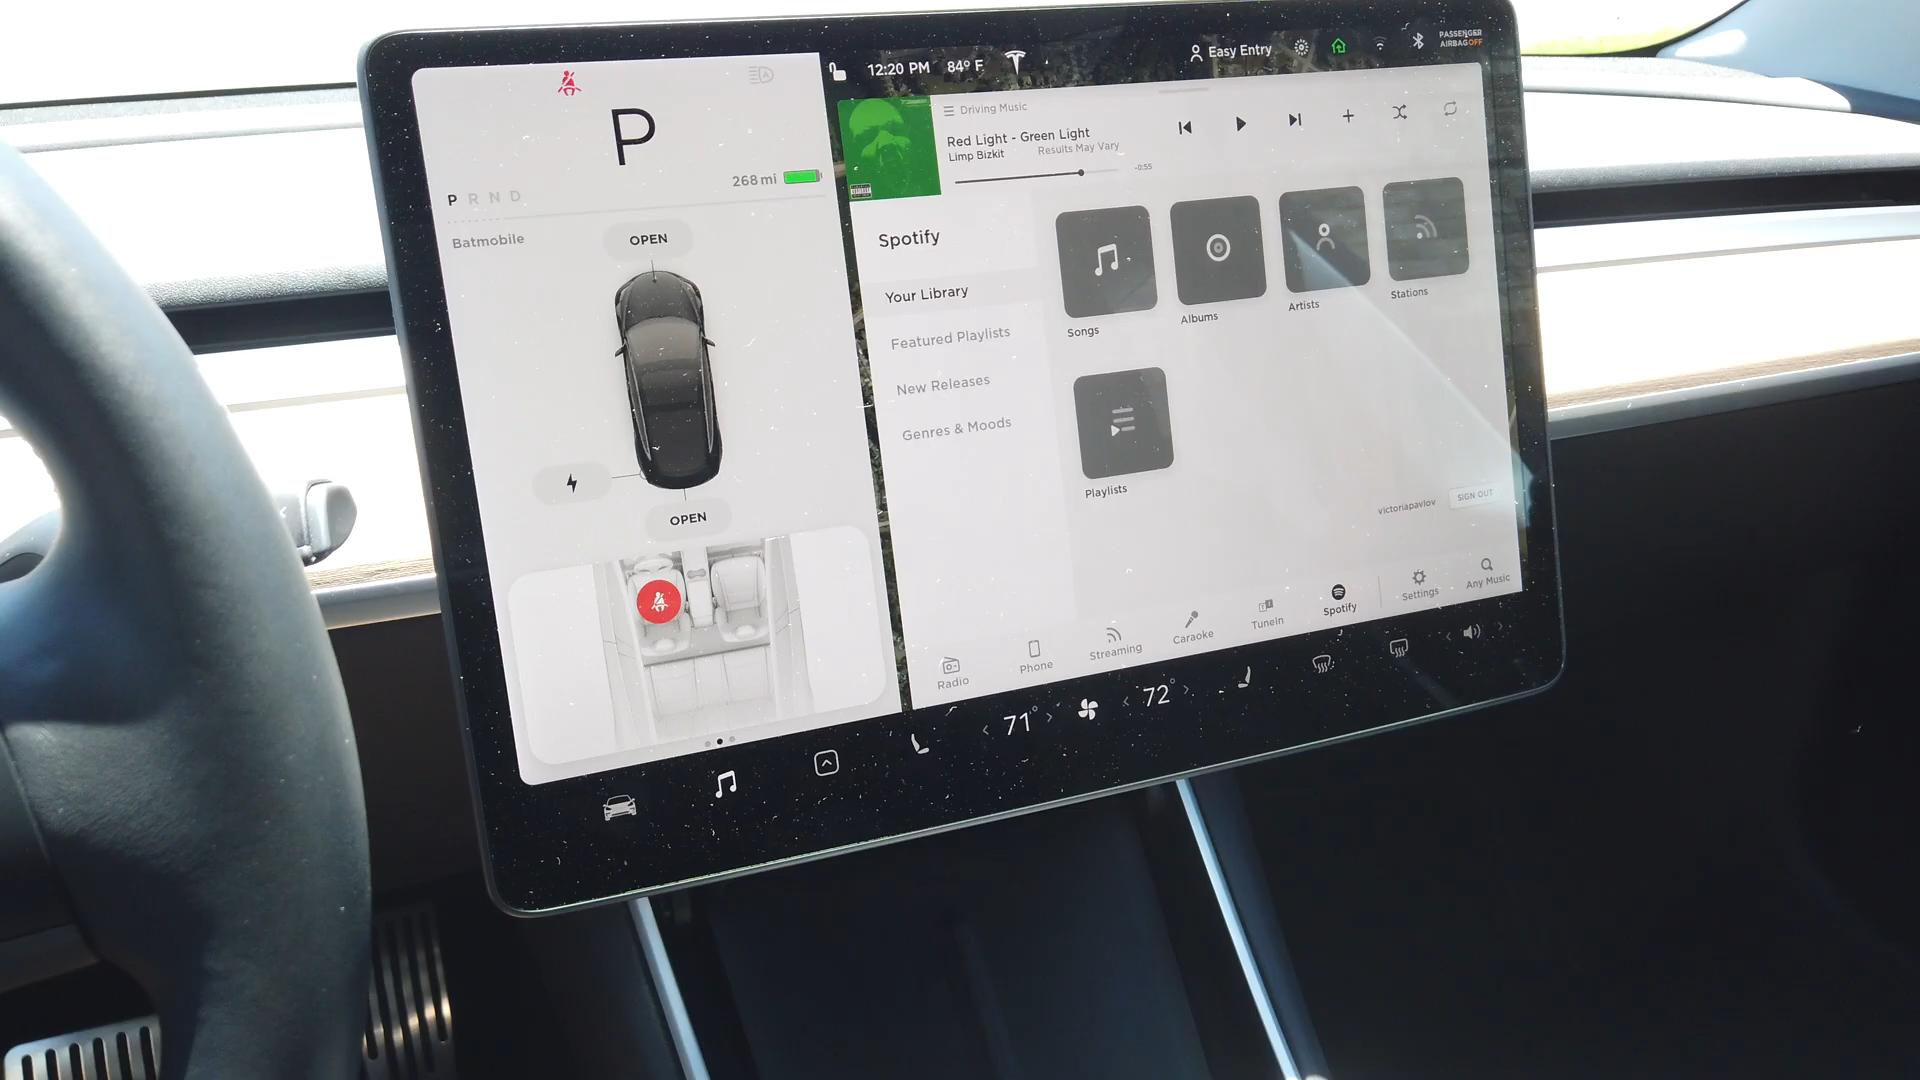 P
268 mi
P R N D
Batmobile
OPEN
OPEN
12:20 PM 84° F
Easy Entry
PASSENGER
AIRBAG OFF
Driving Music
Red Light - Green Light
Limp Bizkit Results May Vary
-0:55
Spotify
Your Library
Featured Playlists
New Releases
Genres & Moods
Songs
Albums
Artists
Stations
Playlists
victoriapavlov SIGN OUT
Radio
Phone
Streaming
Caraoke
TuneIn
Spotify
Settings
Any Music
71°
72°